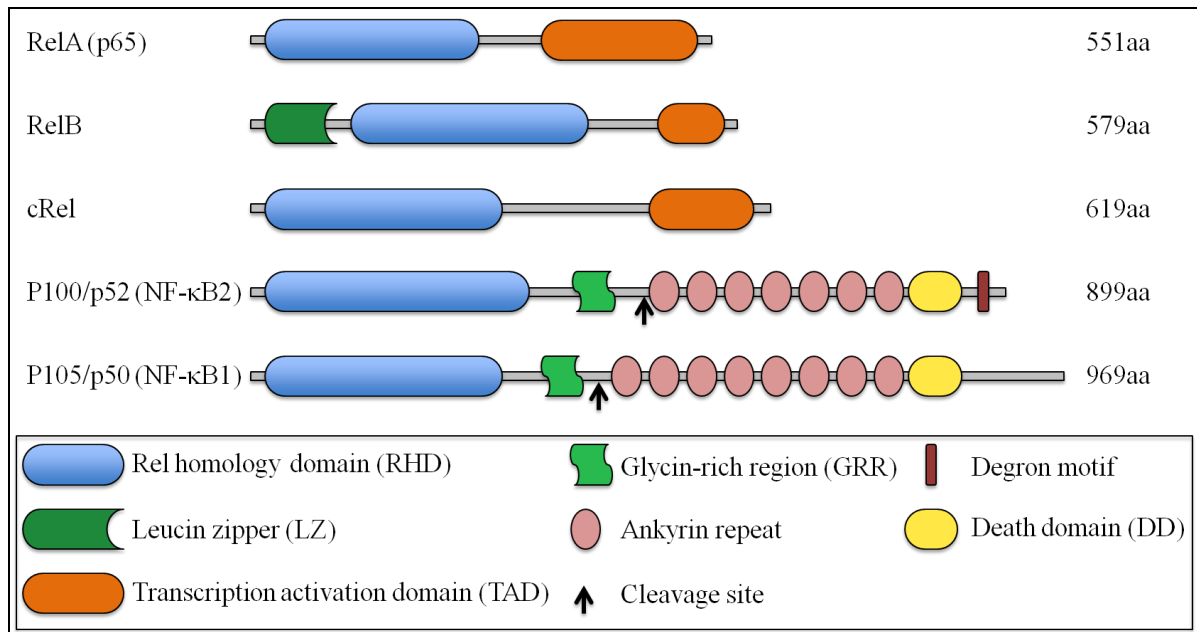 RelA (p65) 551aa
RelB 579aa
cRel 619aa
P100/p52 (NF-κB2) 899aa
P105/p50 (NF-κB1) 969aa
Rel homology domain (RHD) Glycin-rich region (GRR) Degron motif
Leucin zipper (LZ) Ankyrin repeat Death domain (DD)
Transcription activation domain (TAD) Cleavage site